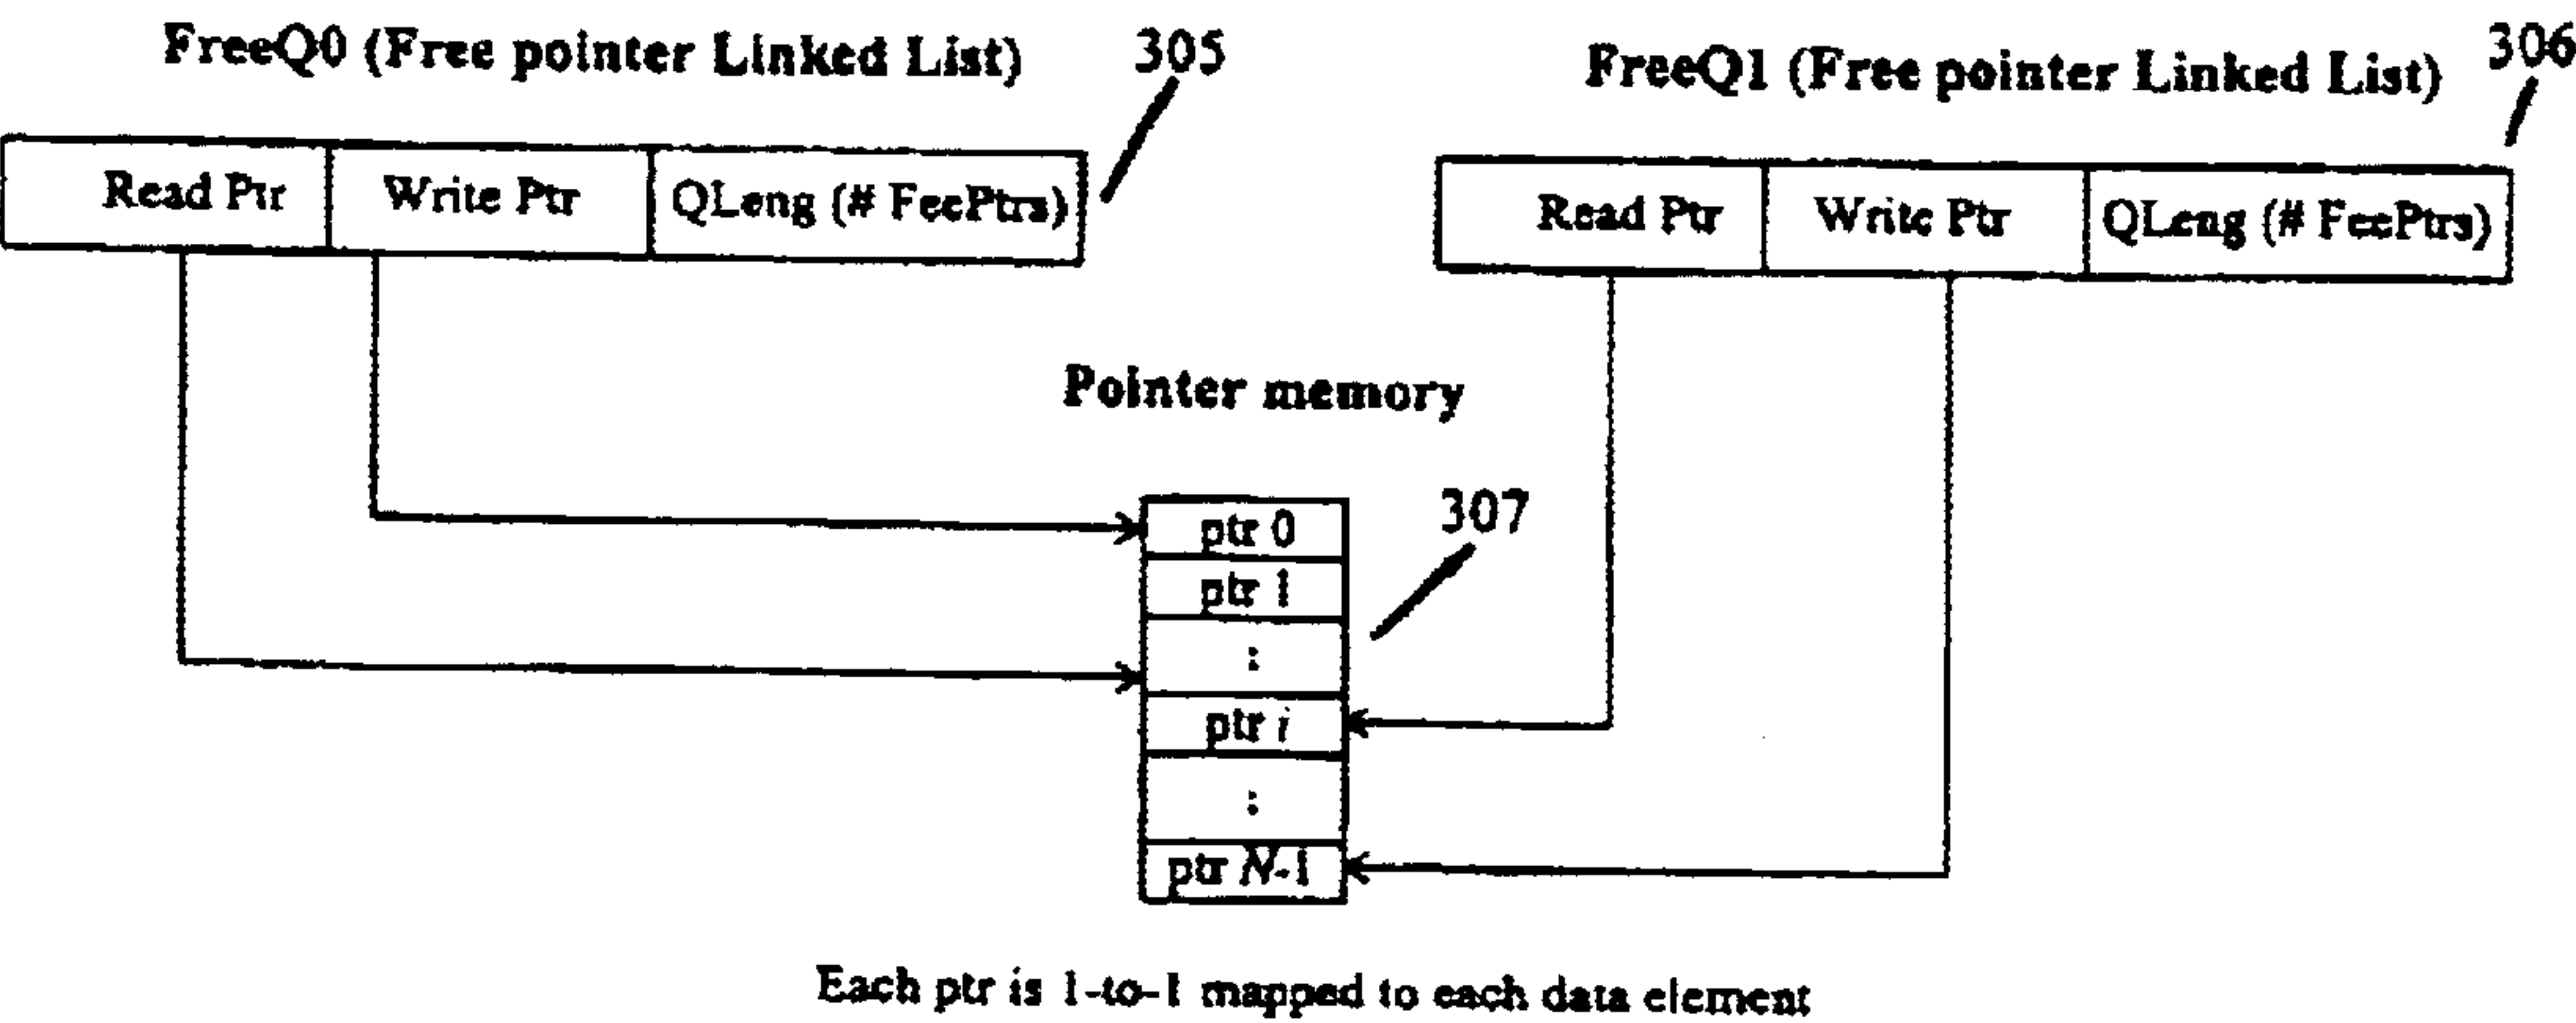 FreeQ0 (Free pointer Linked List)
305
FreeQ1 (Free pointer Linked List)
306
Read Ptr
Write Ptr
QLeng (# FeePtrs)
Read Ptr
Write Ptr
QLeng (# FeePtrs)
Pointer memory
307
ptr 0
ptr 1
:
ptr i
:
ptr N-1
Each ptr is 1-to-1 mapped to each data element